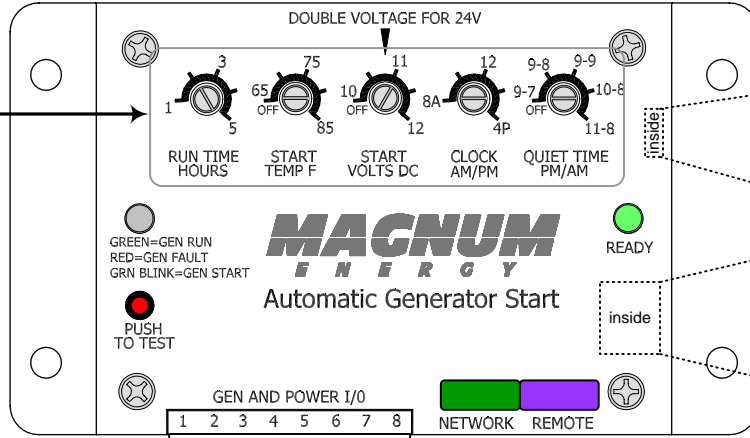 DOUBLE VOLTAGE FOR 24V
1 3 5
OFF 65 75 85
OFF 10 11 12
8A 12 4P
OFF 9-7 9-8 9-9 10-8 11-8
RUN TIME HOURS
START TEMP F
START VOLTS DC
CLOCK AM/PM
QUIET TIME PM/AM
inside
GREEN=GEN RUN
RED=GEN FAULT
GRN BLINK=GEN START
READY
MAGNUM
ENERGY
Automatic Generator Start
PUSH
TO TEST
inside
GEN AND POWER I/0
1 2 3 4 5 6 7 8
NETWORK REMOTE